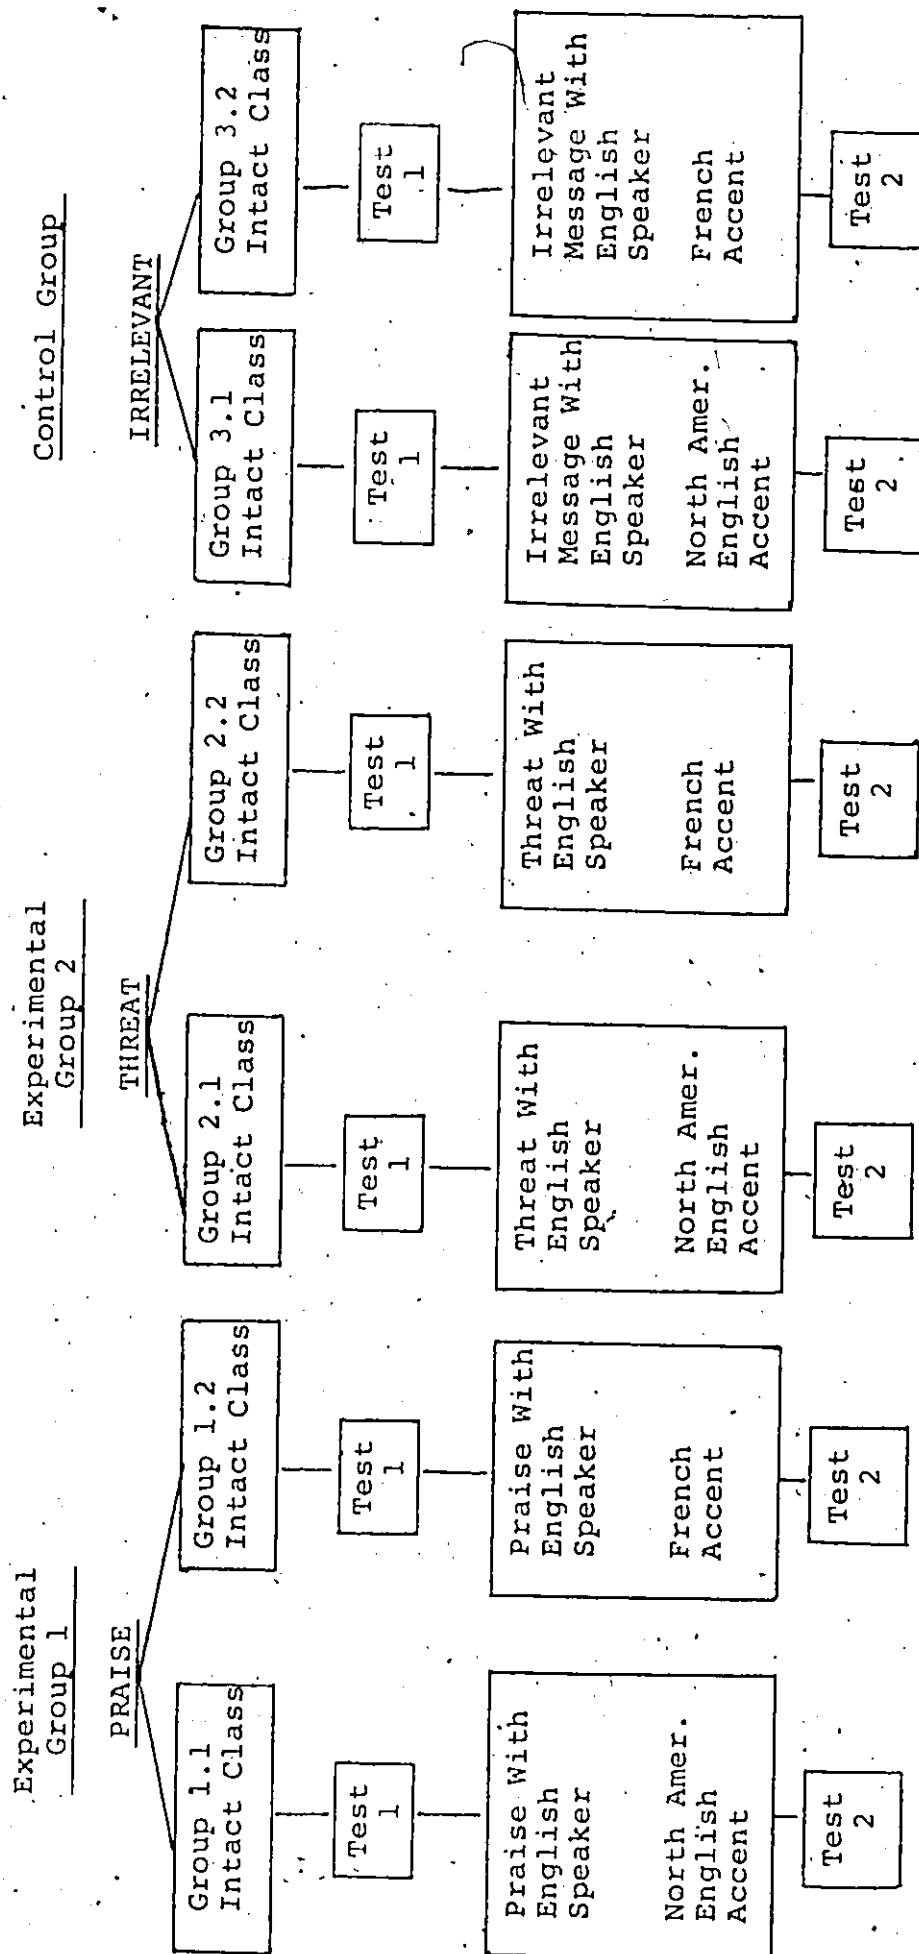 Experimental
Group 1
PRAISE
Group 1.1
Intact Class
Test
1
Praise With
English
Speaker
North Amer.
English
Accent
Test
2
Group 1.2
Intact Class
Test
1
Praise With
English
Speaker
French
Accent
Test
2
Experimental
Group 2
THREAT
Group 2.1
Intact Class
Test
1
Threat With
English
Speaker
North Amer.
English
Accent
Test
2
Group 2.2
Intact Class
Test
1
Threat With
English
Speaker
French
Accent
Test
2
Control Group
IRRELEVANT
Group 3.1
Intact Class
Test
1
Irrelevant
Message With
English
Speaker
North Amer.
English
Accent
Test
2
Group 3.2
Intact Class
Test
1
Irrelevant
Message With
English
Speaker
French
Accent
Test
2